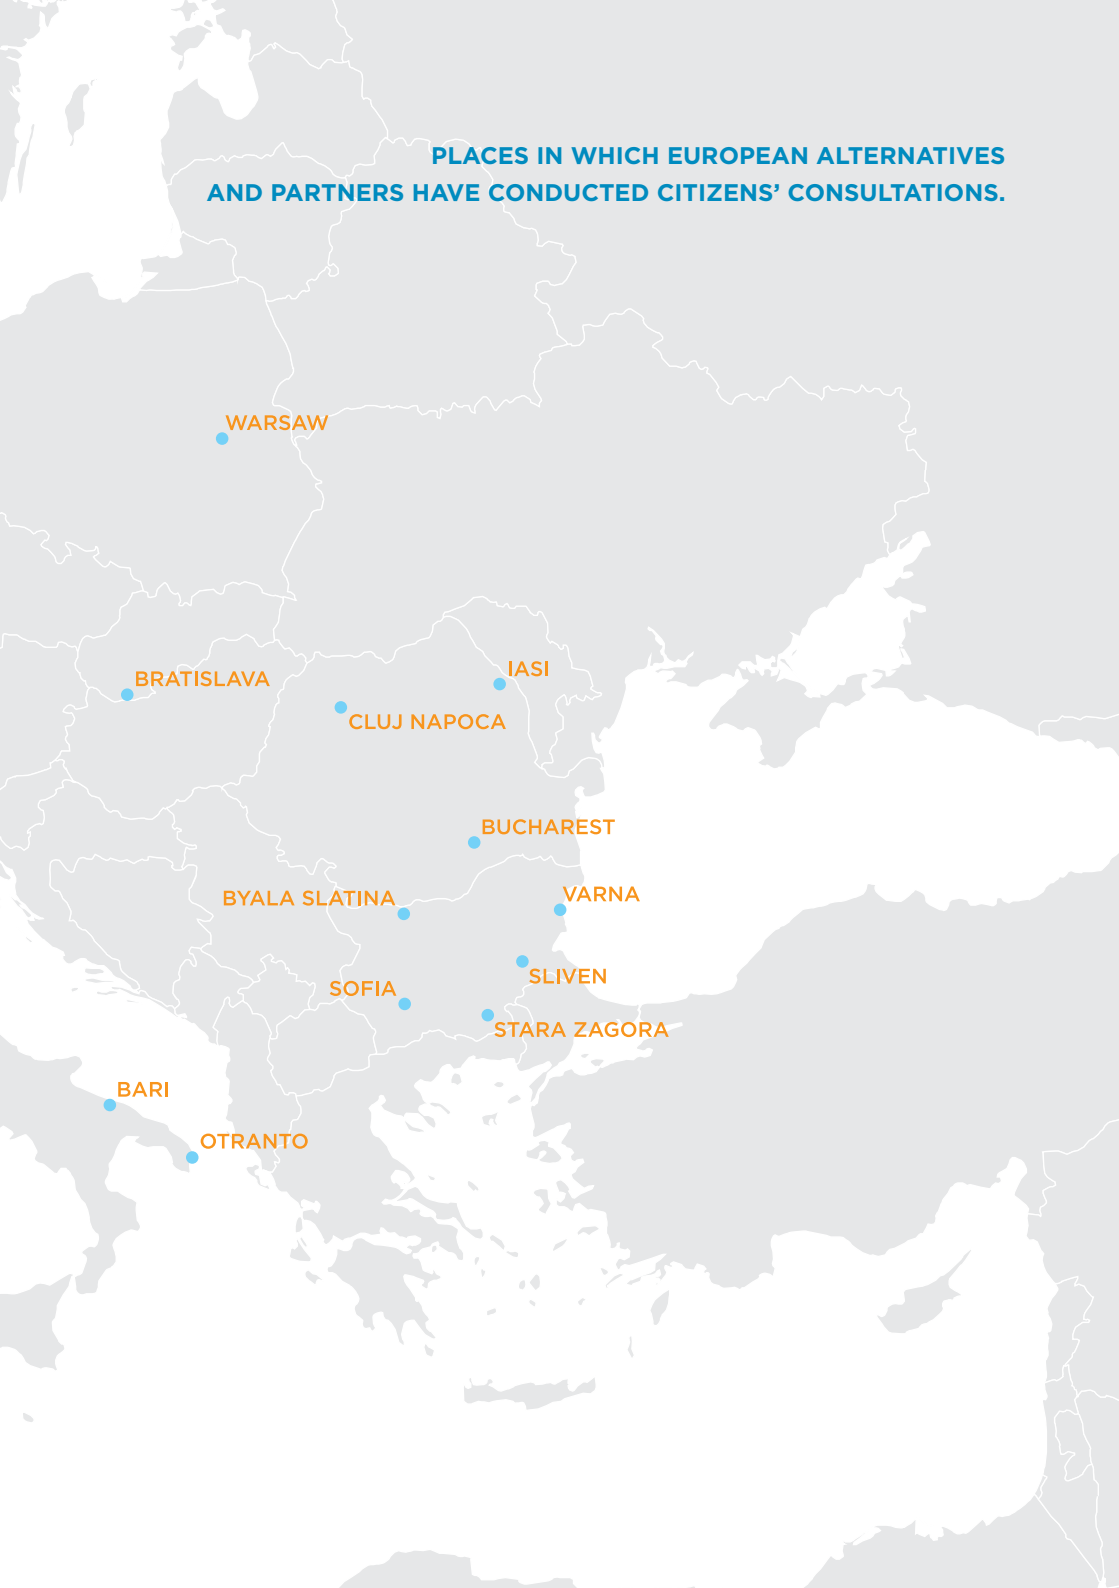 PLACES IN WHICH EUROPEAN ALTERNATIVES
AND PARTNERS HAVE CONDUCTED CITIZENS’ CONSULTATIONS.
WARSAW
IASI
BRATISLAVA
CLUJ NAPOCA
BUCHAREST
VARNA
BYALA SLATINA
SLIVEN
SOFIA
STARA ZAGORA
BARI
OTRANTO